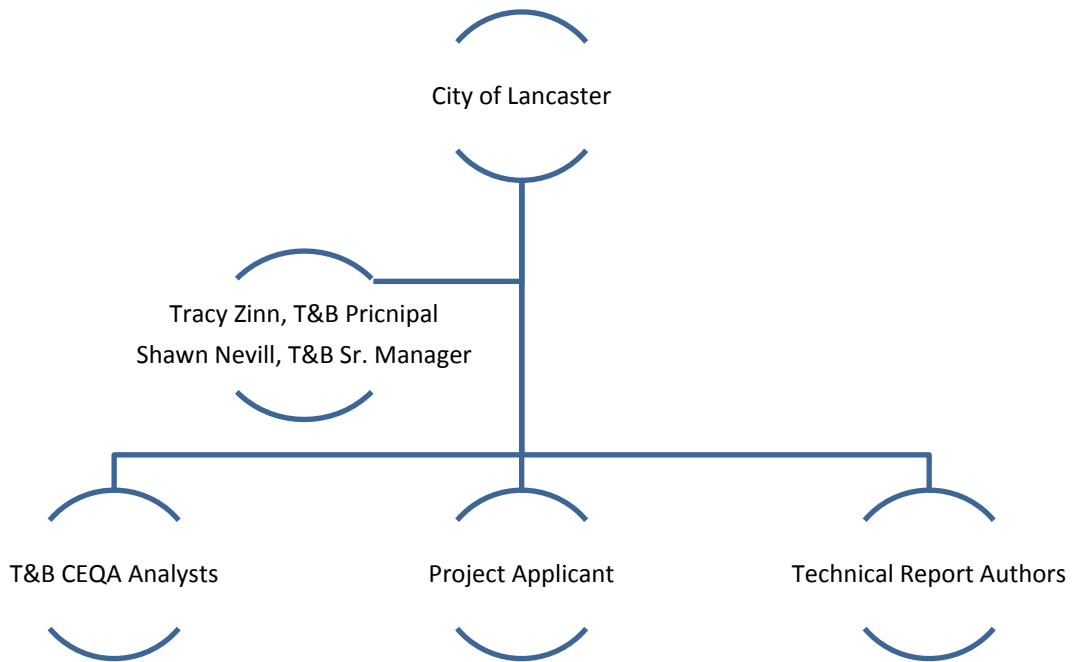 City of Lancaster
Tracy Zinn, T&B Pricnipal
Shawn Nevill, T&B Sr. Manager
T&B CEQA Analysts
Project Applicant
Technical Report Authors